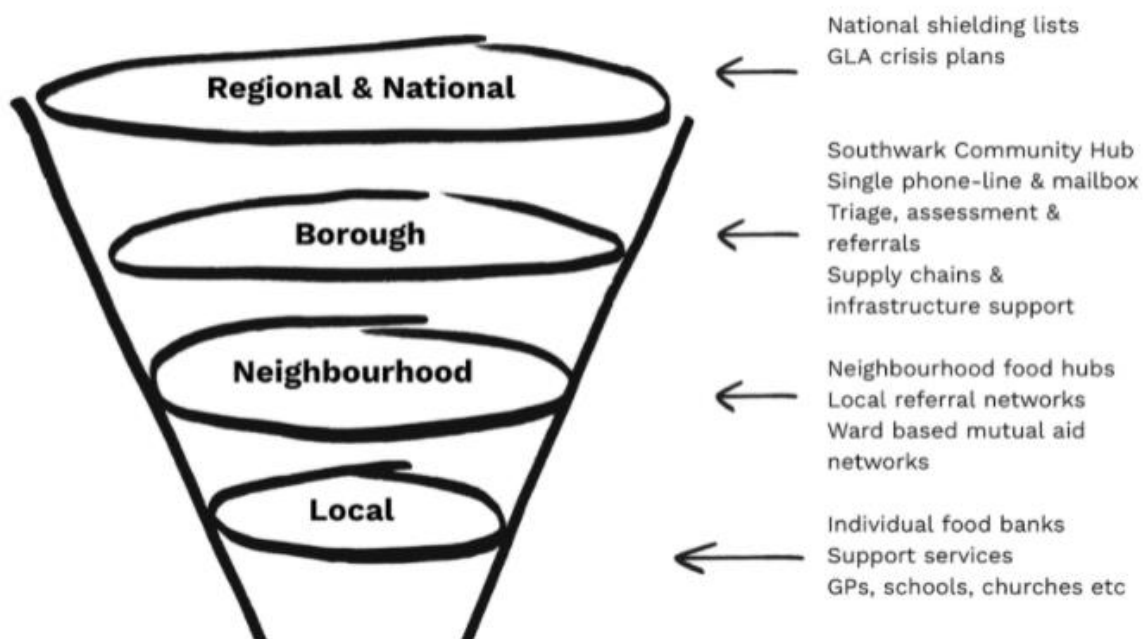 National shielding lists
GLA crisis plans
Regional & National
Southwark Community Hub
Single phone-line & mailbox
Triage, assessment &
referrals
Supply chains &
infrastructure support
Borough
Neighbourhood food hubs
Local referral networks
Ward based mutual aid
networks
Neighbourhood
Individual food banks
Support services
GPs, schools, churches etc
Local